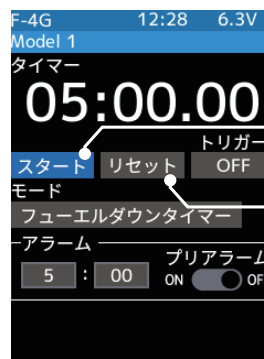 F-4G 12:28 6.3V
Model 1
タイマー
05:00.00
トリガー
スタート リセット OFF
モード
フューエルダウンタイマー
アラーム
プリアラーム
5 : 00 ON OF